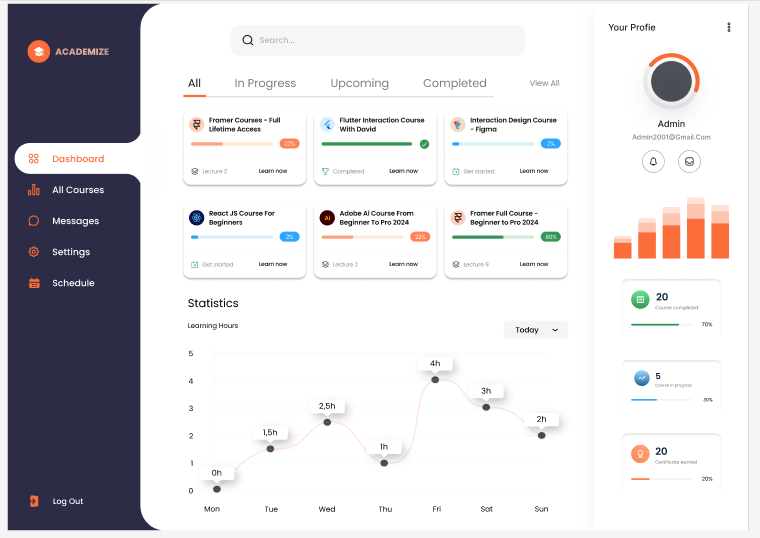 ACADEMIZE
Dashboard
All Courses
Messages
Settings
Schedule
Log Out
Search...
All
In Progress
Upcoming
Completed
View All
Framer Courses - Full
Lifetime Access
Lecture 2
Learn now
Flutter Interaction Course
With David
Completed
Learn now
Interaction Design Course
- Figma
2%
Get started
Learn now
React JS Course For
Beginners
2%
Get started
Learn now
Ai
Adobe Ai Course From
Beginner To Pro 2024
22%
Lecture 2
Learn now
Framer Full Course -
Beginner to Pro 2024
80%
Lecture 9
Learn now
Statistics
Learning Hours
Today
5
4
3
2
1
0
0h
1,5h
2,5h
1h
4h
3h
2h
Mon
Tue
Wed
Thu
Fri
Sat
Sun
Your Profie
Admin
Admin2001@Gmail.Com
20
Course completed
70%
5
Course in progress
30%
20
Certificates earned
20%